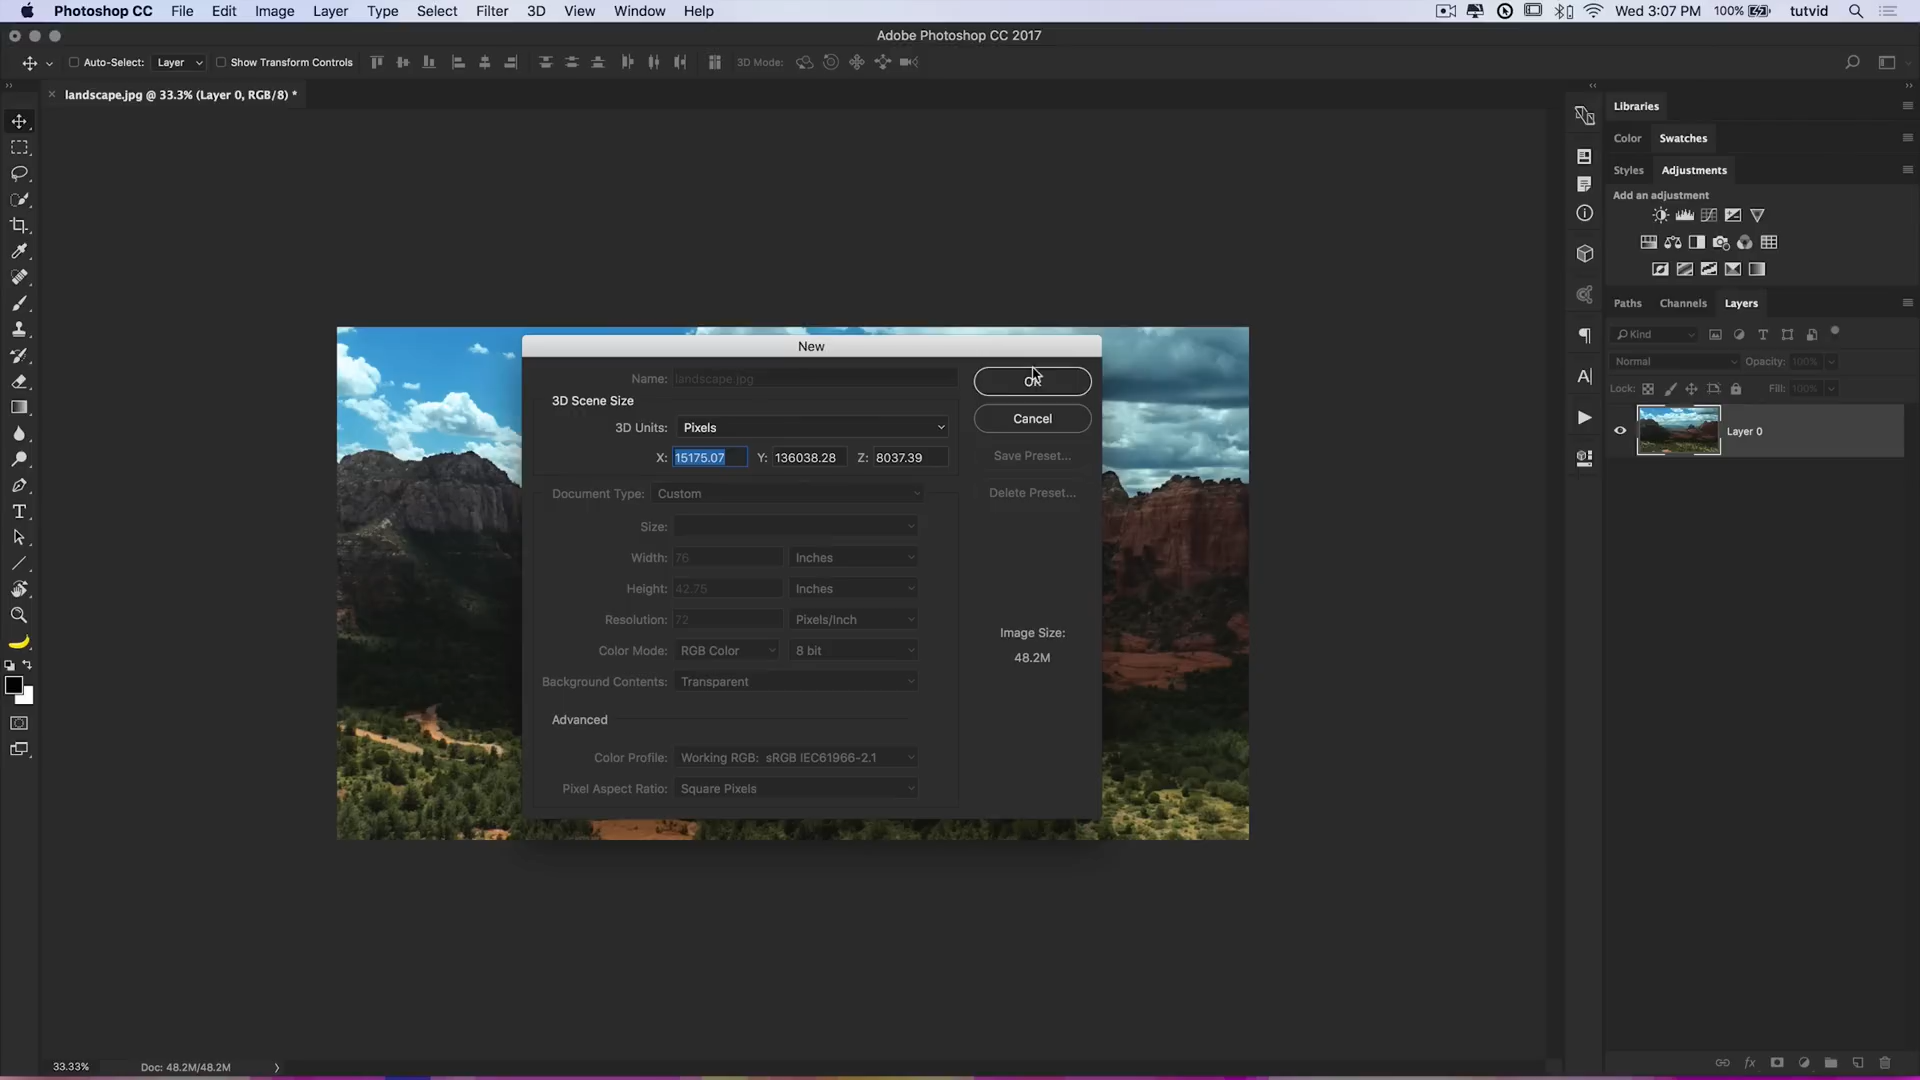 Photoshop CC File Edit Image Layer Type Select Filter 3D View Window Help Wed 3:07 PM 100% tutvid
Adobe Photoshop CC 2017
Auto-Select: Layer Show Transform Controls 3D Mode:
× landscape.jpg @ 33.3% (Layer 0, RGB/8) *
Libraries
Color Swatches
Styles Adjustments
Add an adjustment
Paths Channels Layers
Kind
Normal Opacity: 100%
Lock: Fill: 100%
Layer 0
New
Name: landscape.jpg
OK
3D Scene Size
Cancel
3D Units: Pixels
X: 15175.07 Y: 136038.28 Z: 8037.39
Save Preset...
Document Type: Custom
Delete Preset...
Size:
Width: 76 Inches
Height: 42.75 Inches
Resolution: 72 Pixels/Inch
Image Size:
Color Mode: RGB Color 8 bit
48.2M
Background Contents: Transparent
Advanced
Color Profile: Working RGB: sRGB IEC61966-2.1
Pixel Aspect Ratio: Square Pixels
33.33% Doc: 48.2M/48.2M